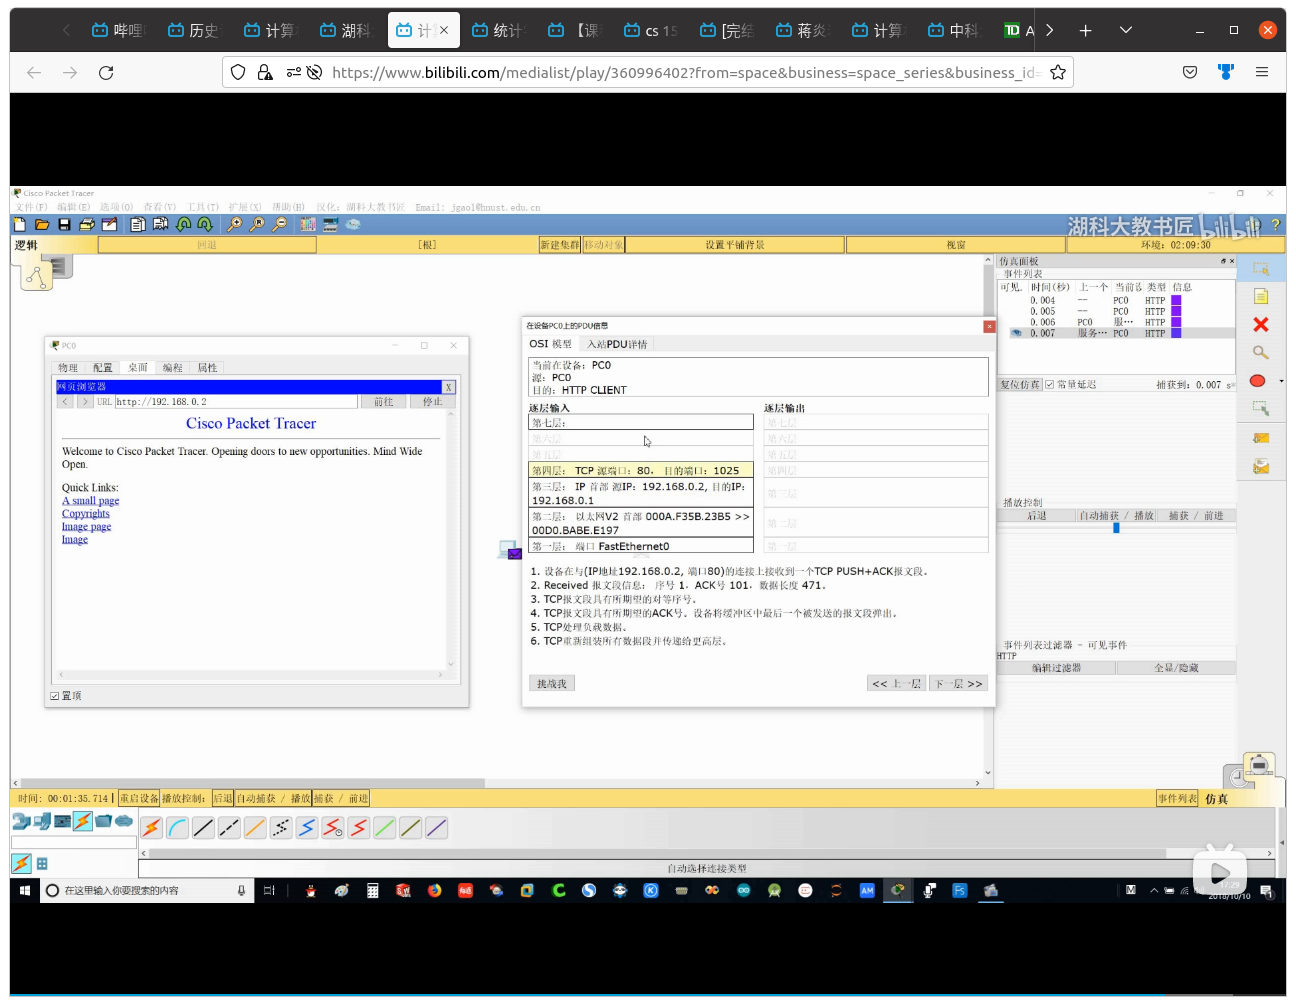 哔哩
历史
计算
湖科
计
统计
【课
cs 15
[完结
蒋炎
计算
中科
TD A
https://www.bilibili.com/medialist/play/360996402?from=space&business=space_series&business_id=
Cisco Packet Tracer
文件(F) 编辑(E) 选项(O) 查看(V) 工具(T) 扩展(X) 帮助(H) 汉化: 湖科大教书匠 Email: jgaol@hnust.edu.cn
湖科大教书匠 bilibili
逻辑 回退 [根] 新建集群 移动对象 设置平铺背景 视窗 环境: 02:09:30
仿真面板
事件列表
可见. 时间(秒) 上一个 当前设 类型 信息
0.004 -- PC0 HTTP
0.005 -- PC0 HTTP
0.006 PC0 服… HTTP
0.007 服务… PC0 HTTP
复位仿真 常量延迟 捕获到: 0.007 s
播放控制
后退 自动捕获 / 播放 捕获 / 前进
事件列表过滤器 - 可见事件
HTTP
编辑过滤器 全显/隐藏
PC0
物理 配置 桌面 编程 属性
网页浏览器 X
< > URL http://192.168.0.2 前往 停止
Cisco Packet Tracer
Welcome to Cisco Packet Tracer. Opening doors to new opportunities. Mind Wide
Open.
Quick Links:
A small page
Copyrights
Image page
Image
置顶
在设备PC0上的PDU信息
OSI 模型 入站PDU详情
当前在设备: PC0
源: PC0
目的: HTTP CLIENT
逐层输入 逐层输出
第七层: 第七层
第六层 第六层
第五层 第五层
第四层: TCP 源端口: 80, 目的端口: 1025 第四层
第三层: IP 首部 源IP: 192.168.0.2, 目的IP:
192.168.0.1 第三层
第二层: 以太网V2 首部 000A.F35B.23B5 >>
00D0.BABE.E197 第二层
第一层: 端口 FastEthernet0 第一层
1. 设备在与(IP地址192.168.0.2, 端口80)的连接上接收到一个TCP PUSH+ACK报文段。
2. Received 报文段信息: 序号 1, ACK号 101, 数据长度 471。
3. TCP报文段具有所期望的对等序号。
4. TCP报文段具有所期望的ACK号。设备将缓冲区中最后一个被发送的报文段弹出。
5. TCP处理负载数据。
6. TCP重新组装所有数据段并传递给更高层。
挑战我 << 上一层 下一层 >>
时间: 00:01:35.714 重启设备 播放控制: 后退 自动捕获 / 播放 捕获 / 前进 事件列表 仿真
自动选择连接类型
在这里输入你要搜索的内容
17:29
2018/10/10